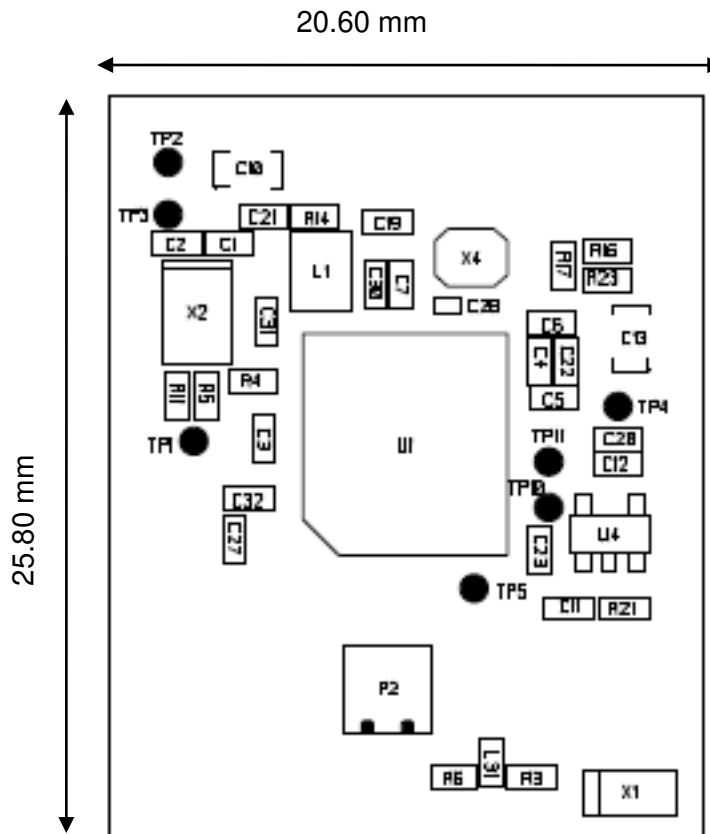 20.60 mm
TP2
C10
TP3
C21
R14
C19
C2
C1
X4
R17
R16
R23
L1
C30
C7
X2
C31
C28
C6
C13
C4
C22
R11
R5
R4
C5
TP4
TP1
C3
U1
TP11
C28
C12
TP10
25.80 mm
C32
C27
C23
U4
TP5
C11
R21
P2
L31
R6
R3
X1